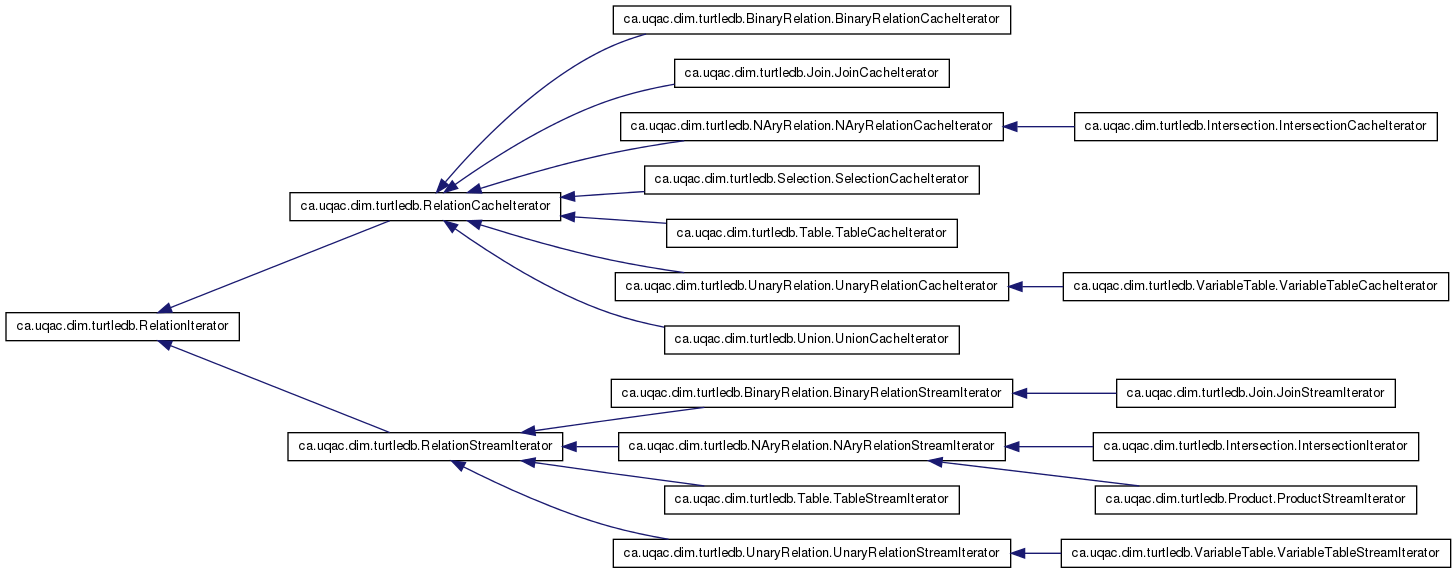 ca.uqac.dim.turtledb.BinaryRelation.BinaryRelationCacheIterator
ca.uqac.dim.turtledb.Join.JoinCacheIterator
ca.uqac.dim.turtledb.NAryRelation.NAryRelationCacheIterator
ca.uqac.dim.turtledb.Intersection.IntersectionCacheIterator
ca.uqac.dim.turtledb.Selection.SelectionCacheIterator
ca.uqac.dim.turtledb.RelationCacheIterator
ca.uqac.dim.turtledb.Table.TableCacheIterator
ca.uqac.dim.turtledb.UnaryRelation.UnaryRelationCacheIterator
ca.uqac.dim.turtledb.VariableTable.VariableTableCacheIterator
ca.uqac.dim.turtledb.RelationIterator
ca.uqac.dim.turtledb.Union.UnionCacheIterator
ca.uqac.dim.turtledb.BinaryRelation.BinaryRelationStreamIterator
ca.uqac.dim.turtledb.Join.JoinStreamIterator
ca.uqac.dim.turtledb.RelationStreamIterator
ca.uqac.dim.turtledb.NAryRelation.NAryRelationStreamIterator
ca.uqac.dim.turtledb.Intersection.IntersectionIterator
ca.uqac.dim.turtledb.Table.TableStreamIterator
ca.uqac.dim.turtledb.Product.ProductStreamIterator
ca.uqac.dim.turtledb.UnaryRelation.UnaryRelationStreamIterator
ca.uqac.dim.turtledb.VariableTable.VariableTableStreamIterator